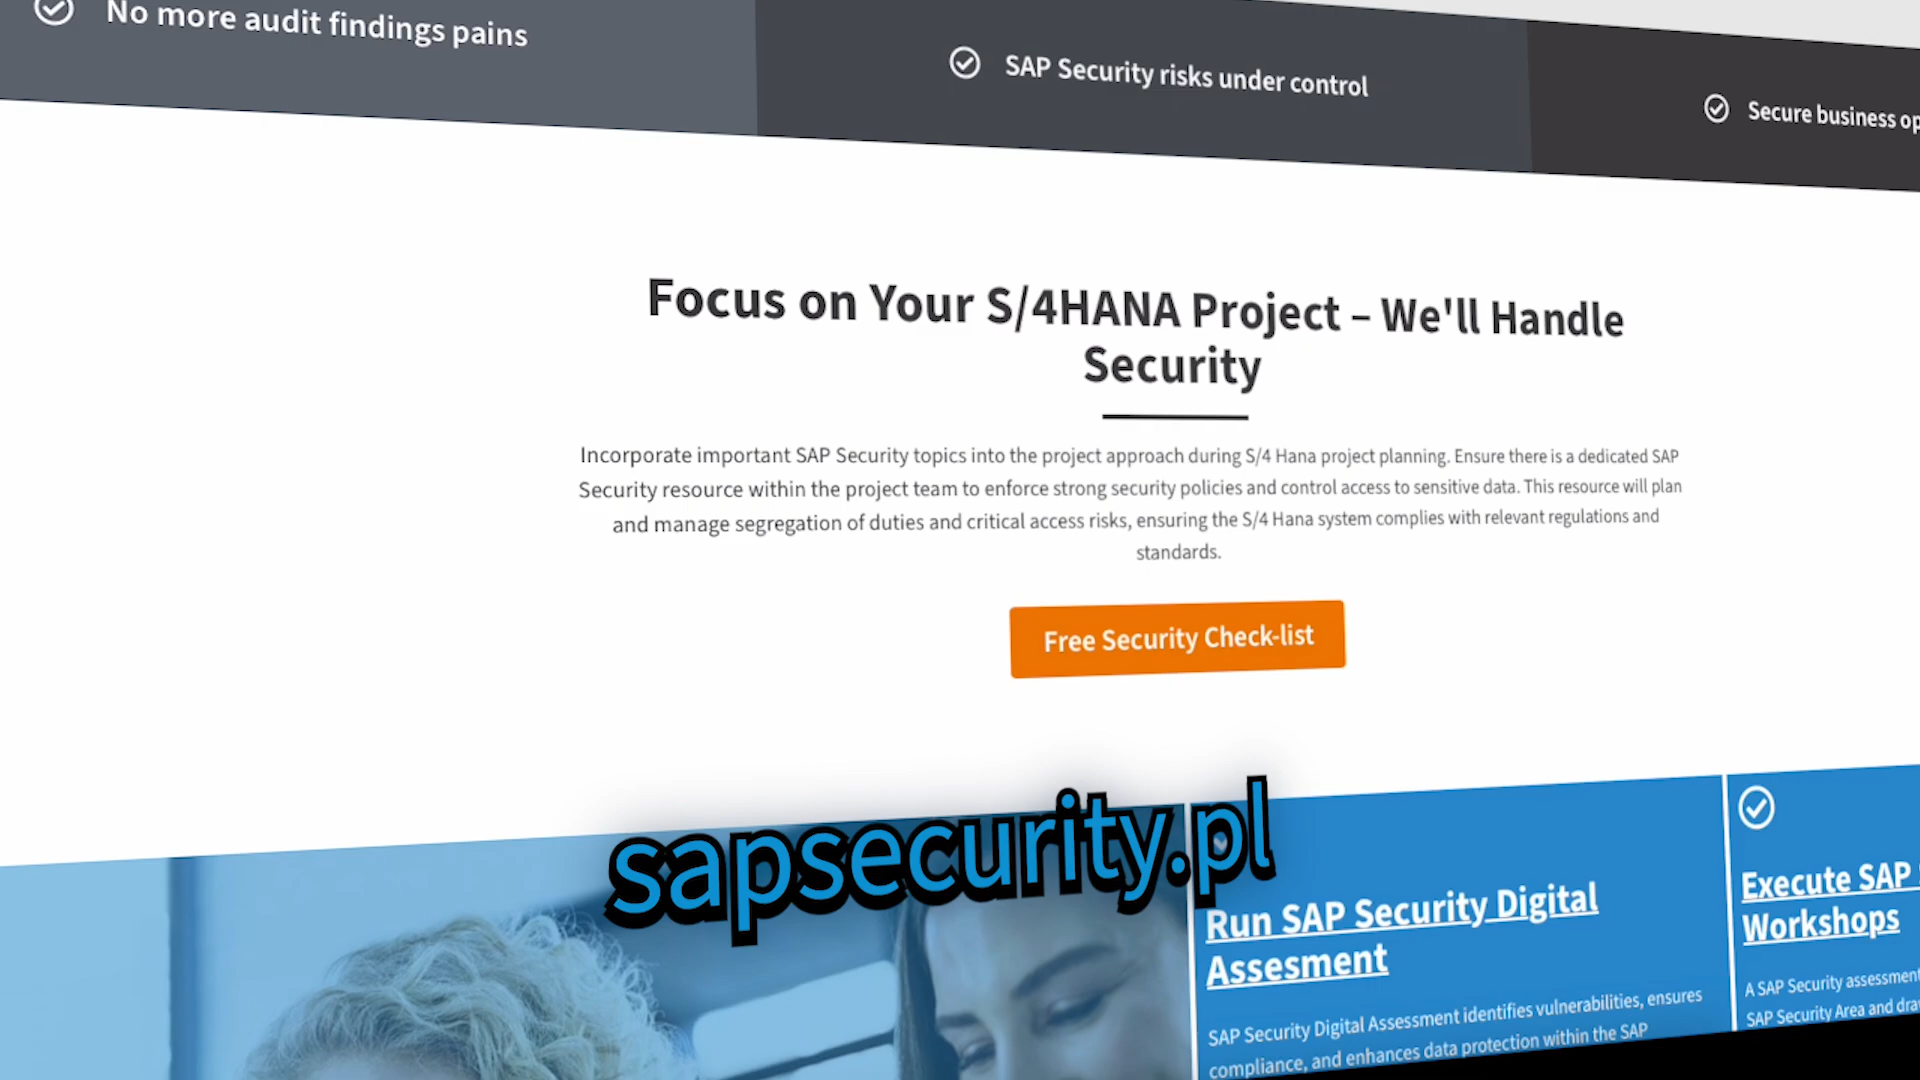 No more audit findings pains
SAP Security risks under control
Secure business
Focus on Your S/4HANA Project – We'll Handle
Security
Incorporate important SAP Security topics into the project approach during S/4 Hana project planning. Ensure there is a dedicated SAP
Security resource within the project team to enforce strong security policies and control access to sensitive data. This resource will plan
and manage segregation of duties and critical access risks, ensuring the S/4 Hana system complies with relevant regulations and
standards.
Free Security Check-list
sapsecurity.pl
Run SAP Security Digital
Assesment
SAP Security Digital Assessment identifies vulnerabilities, ensures
compliance, and enhances data protection within the SAP
Execute SAP
Workshops
A SAP Security assessment
SAP Security Area and